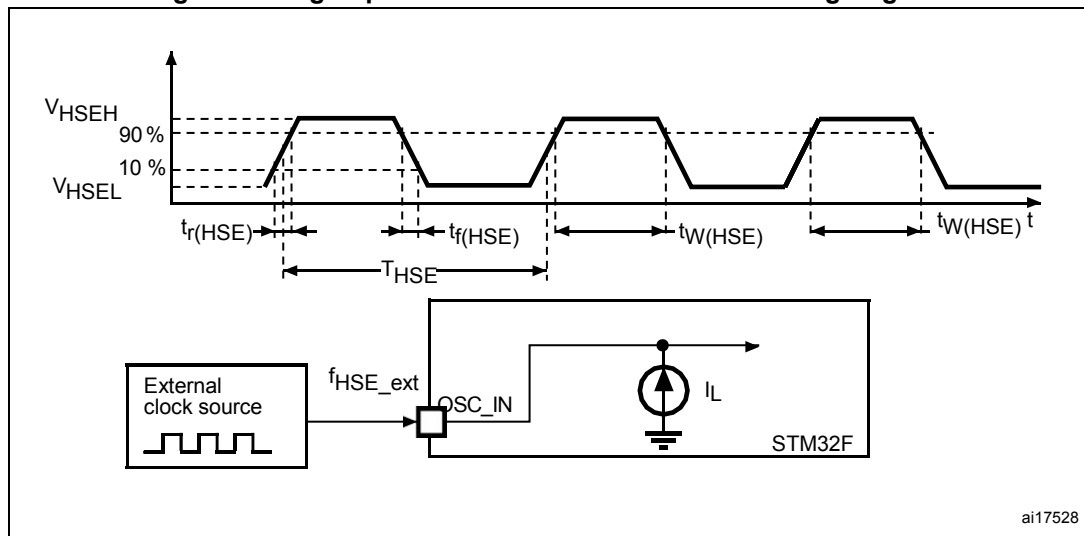 VHSEH
90 %
10 %
VHSEL
tr(HSE)
tf(HSE)
tW(HSE)
tW(HSE)
t
THSE
External
clock source
fHSE_ext
OSC_IN
IL
STM32F
ai17528